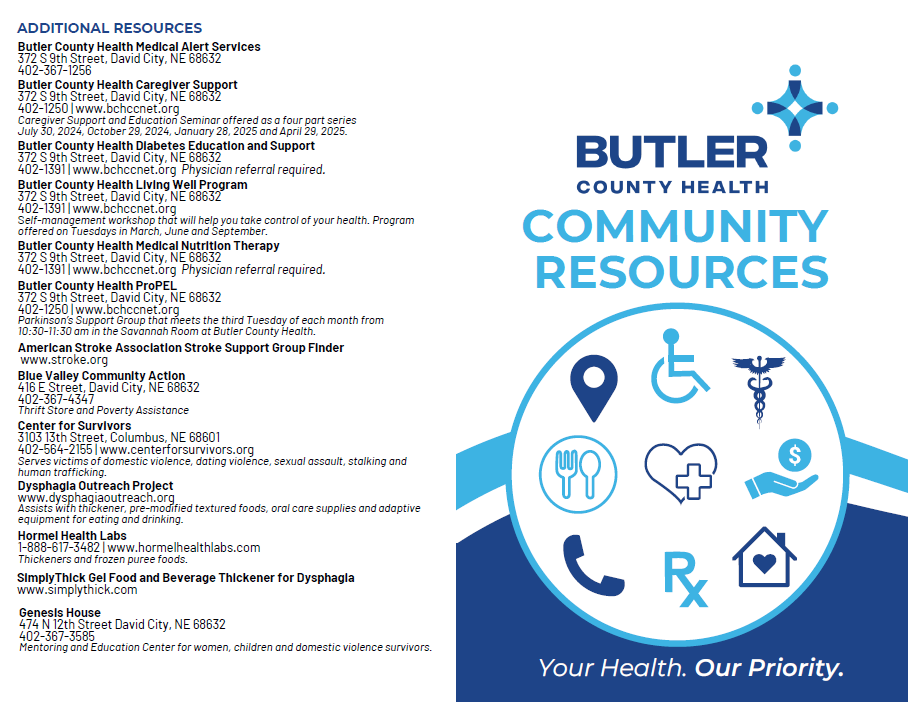 ADDITIONAL RESOURCES
Butler County Health Medical Alert Services
372 S 9th Street, David City, NE 68632
402-367-1256
Butler County Health Caregiver Support
372 S 9th Street, David City, NE 68632
402-1250 | www.bchccnet.org
Caregiver Support and Education Seminar offered as a four part series
July 30, 2024, October 29, 2024, January 28, 2025 and April 29, 2025.
Butler County Health Diabetes Education and Support
372 S 9th Street, David City, NE 68632
402-1391 | www.bchccnet.org Physician referral required.
Butler County Health Living Well Program
372 S 9th Street, David City, NE 68632
402-1391 | www.bchccnet.org
Self-management workshop that will help you take control of your health. Program
offered on Tuesdays in March, June and September.
Butler County Health Medical Nutrition Therapy
372 S 9th Street, David City, NE 68632
402-1391 | www.bchccnet.org Physician referral required.
Butler County Health ProPEL
372 S 9th Street, David City, NE 68632
402-1250 | www.bchccnet.org
Parkinson's Support Group that meets the third Tuesday of each month from
10:30-11:30 am in the Savannah Room at Butler County Health.
American Stroke Association Stroke Support Group Finder
www.stroke.org
Blue Valley Community Action
416 E Street, David City, NE 68632
402-367-4347
Thrift Store and Poverty Assistance
Center for Survivors
3103 13th Street, Columbus, NE 68601
402-564-2155 | www.centerforsurvivors.org
Serves victims of domestic violence, dating violence, sexual assault, stalking and
human trafficking.
Dysphagia Outreach Project
www.dysphagiaoutreach.org
Assists with thickener, pre-modified textured foods, oral care supplies and adaptive
equipment for eating and drinking.
Hormel Health Labs
1-888-617-3482 | www.hormelhealthlabs.com
Thickeners and frozen puree foods.
SimplyThick Gel Food and Beverage Thickener for Dysphagia
www.simplythick.com
Genesis House
474 N 12th Street David City, NE 68632
402-367-3585
Mentoring and Education Center for women, children and domestic violence survivors.
BUTLER
COUNTY HEALTH
COMMUNITY
RESOURCES
$
Rx
Your Health. Our Priority.